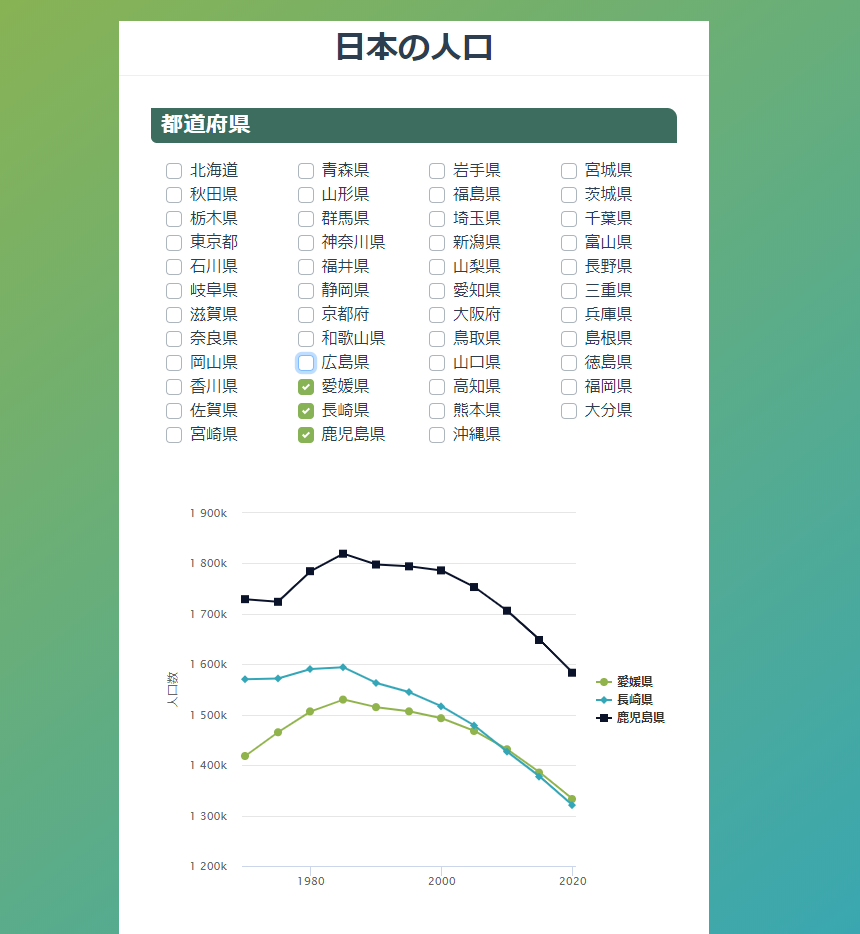 日本の人口
都道府県
北海道 青森県 岩手県 宮城県
秋田県 山形県 福島県 茨城県
栃木県 群馬県 埼玉県 千葉県
東京都 神奈川県 新潟県 富山県
石川県 福井県 山梨県 長野県
岐阜県 静岡県 愛知県 三重県
滋賀県 京都府 大阪府 兵庫県
奈良県 和歌山県 鳥取県 島根県
岡山県 広島県 山口県 徳島県
香川県 愛媛県 高知県 福岡県
佐賀県 長崎県 熊本県 大分県
宮崎県 鹿児島県 沖縄県
1 900k
1 800k
1 700k
1 600k
1 500k
1 400k
1 300k
1 200k
人口数
1980 2000 2020
愛媛県
長崎県
鹿児島県